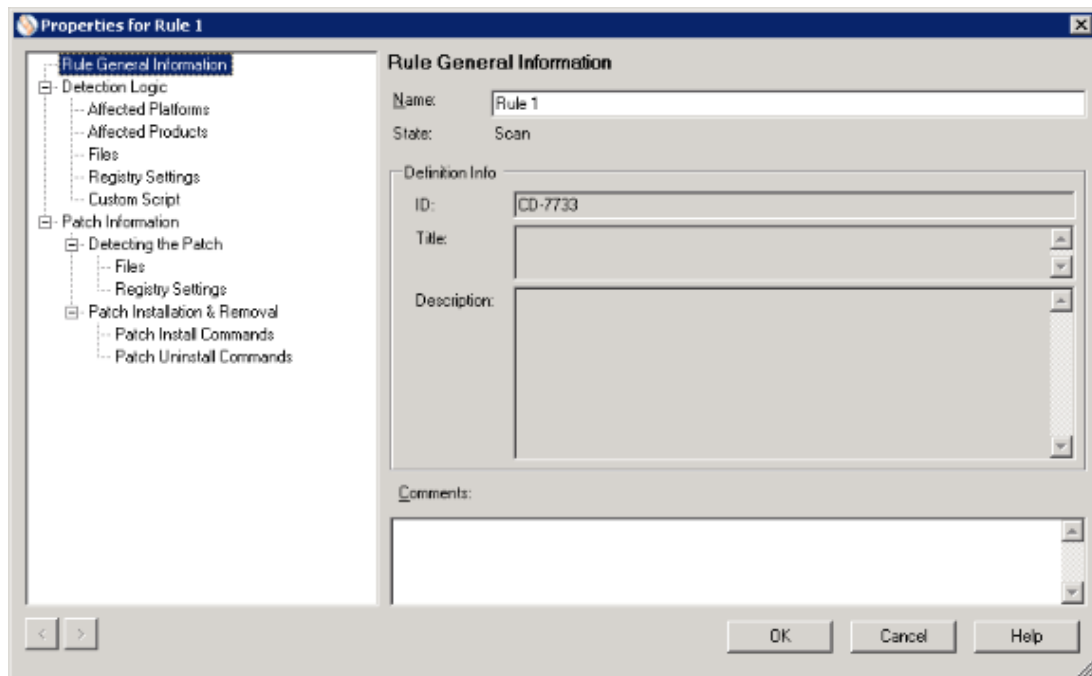 Properties for Rule 1
Rule General Information
Detection Logic
Affected Platforms
Affected Products
Files
Registry Settings
Custom Script
Patch Information
Detecting the Patch
Files
Registry Settings
Patch Installation & Removal
Patch Install Commands
Patch Uninstall Commands
Rule General Information
Name: Rule 1
State: Scan
Definition Info
ID: CD-7733
Title:
Description:
Comments:
< > OK Cancel Help